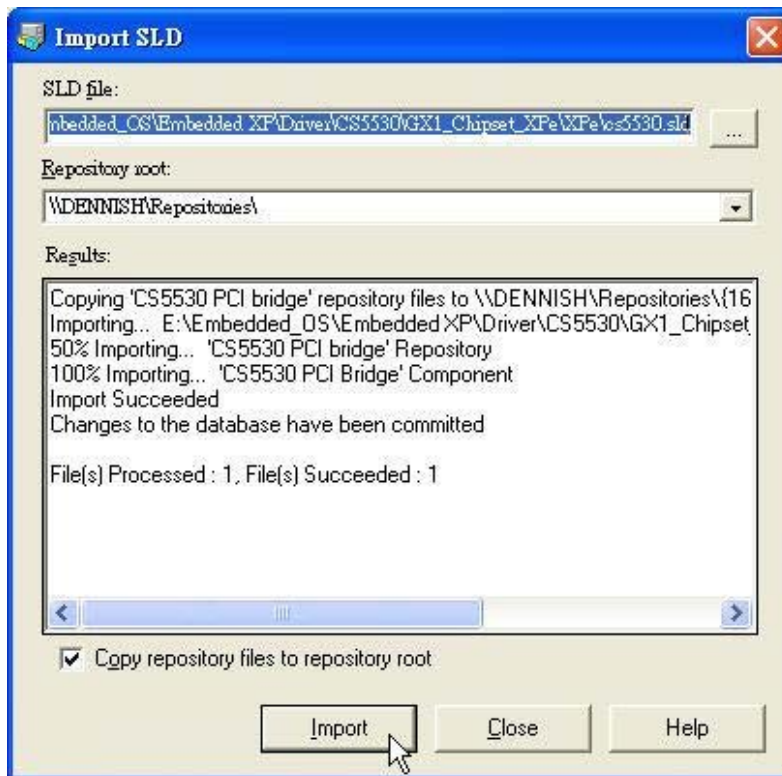 Import SLD
SLD file:
nbedded_OS\Embedded XP\Driver\CS5530\GX1_Chipset_XPe\XPe\cs5530.sld
...
Repository root:
\\DENNISH\Repositories\
Results:
Copying 'CS5530 PCI bridge' repository files to \\DENNISH\Repositories\{16
Importing... E:\Embedded_OS\Embedded XP\Driver\CS5530\GX1_Chipset_
50% Importing... 'CS5530 PCI bridge' Repository
100% Importing... 'CS5530 PCI Bridge' Component
Import Succeeded
Changes to the database have been committed
File(s) Processed : 1, File(s) Succeeded : 1
Copy repository files to repository root
Import
Close
Help